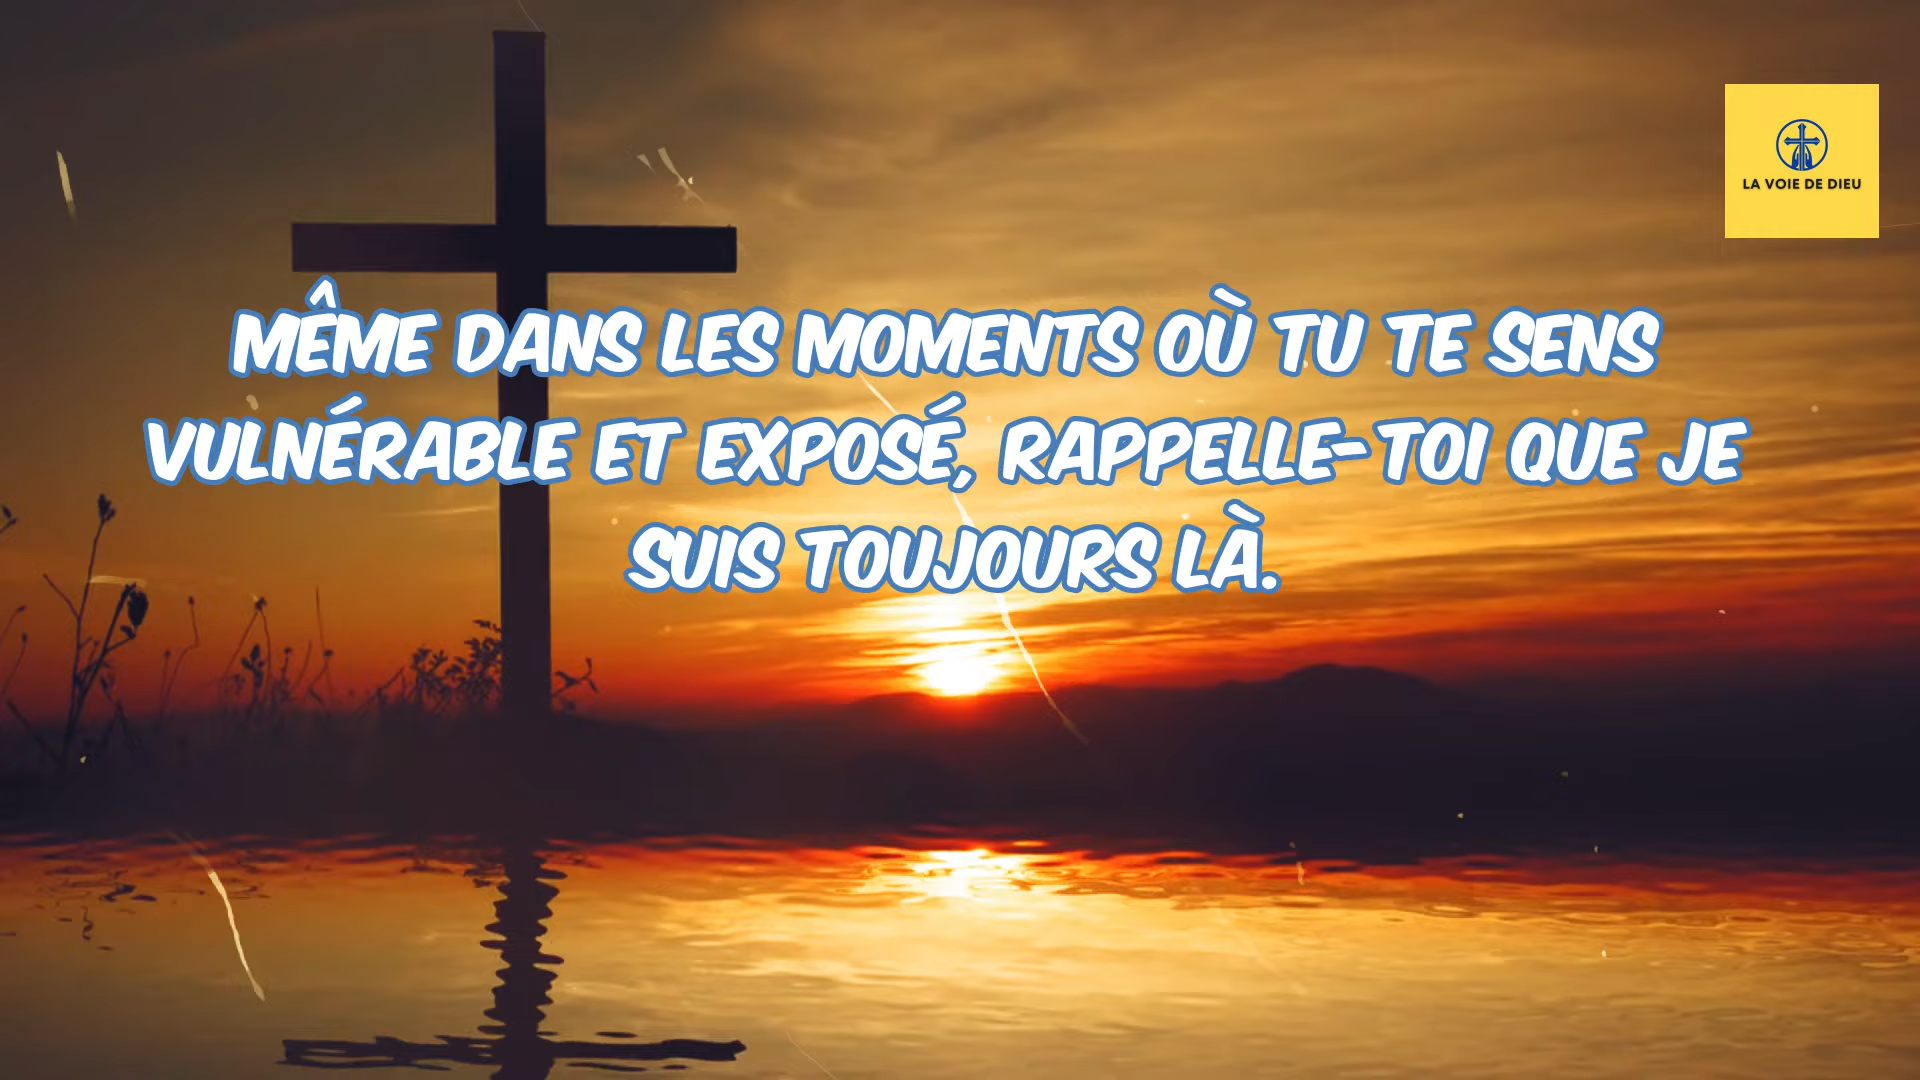 LA VOIE DE DIEU
MÊME DANS LES MOMENTS OÙ TU TE SENS
VULNÉRABLE ET EXPOSÉ, RAPPELLE-TOI QUE JE
SUIS TOUJOURS LÀ.